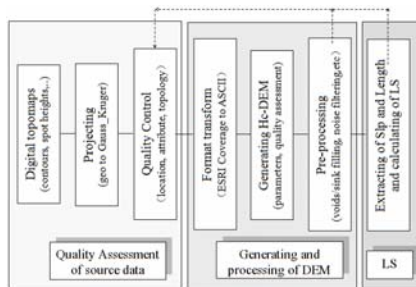 Digital topomaps
(contours, spot heights,..)
Projecting
(geo to Gauss_Kruger)
Quality Control
(location, attribute, topology)
Format transform
(ESRI Coverage to ASCII)
Generating Hc-DEM
(parameters, quality assessment)
Pre-processing
(voids/sink filling, noise filtering,etc)
Extracting of Slp and Length
and calculating of LS
Quality Assessment
of source data
Generating and
processing of DEM
LS